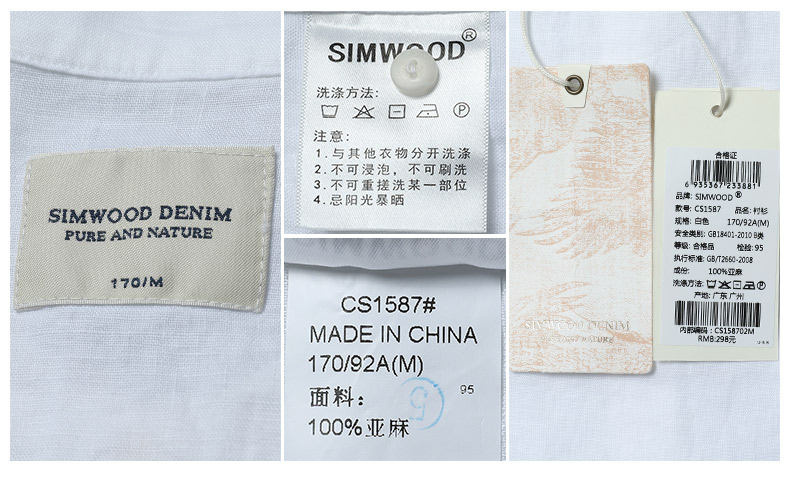 SIMWOOD DENIM
PURE AND NATURE
170/M
SIMWOOD®
洗涤方法:
P
注意:
1.与其他衣物分开洗涤
2.不可浸泡,不可刷洗
3.不可重搓洗某一部位
4.忌阳光暴晒
CS1587#
MADE IN CHINA
170/92A(M)
面料:
95
100%亚麻
SIMWOOD DENIM
合格证
6 935367 233881
品牌: SIMWOOD®
款号: CS1587 品名: 衬衫
规格: 白色 170/92A(M)
安全类别: GB18401-2010 B类
等级: 合格品 检验: 95
执行标准: GB/T2660-2008
成份: 100%亚麻
洗涤方法:
产地: 广东 广州
内部编码: CS158702M
RMB:298元